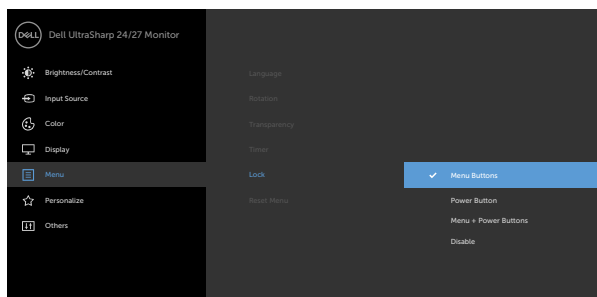 DELL Dell UltraSharp 24/27 Monitor
Brightness/Contrast Language
Input Source Rotation
Color Transparency
Display Timer
Menu Lock Menu Buttons
Personalize Reset Menu Power Button
Menu + Power Buttons
Others
Disable